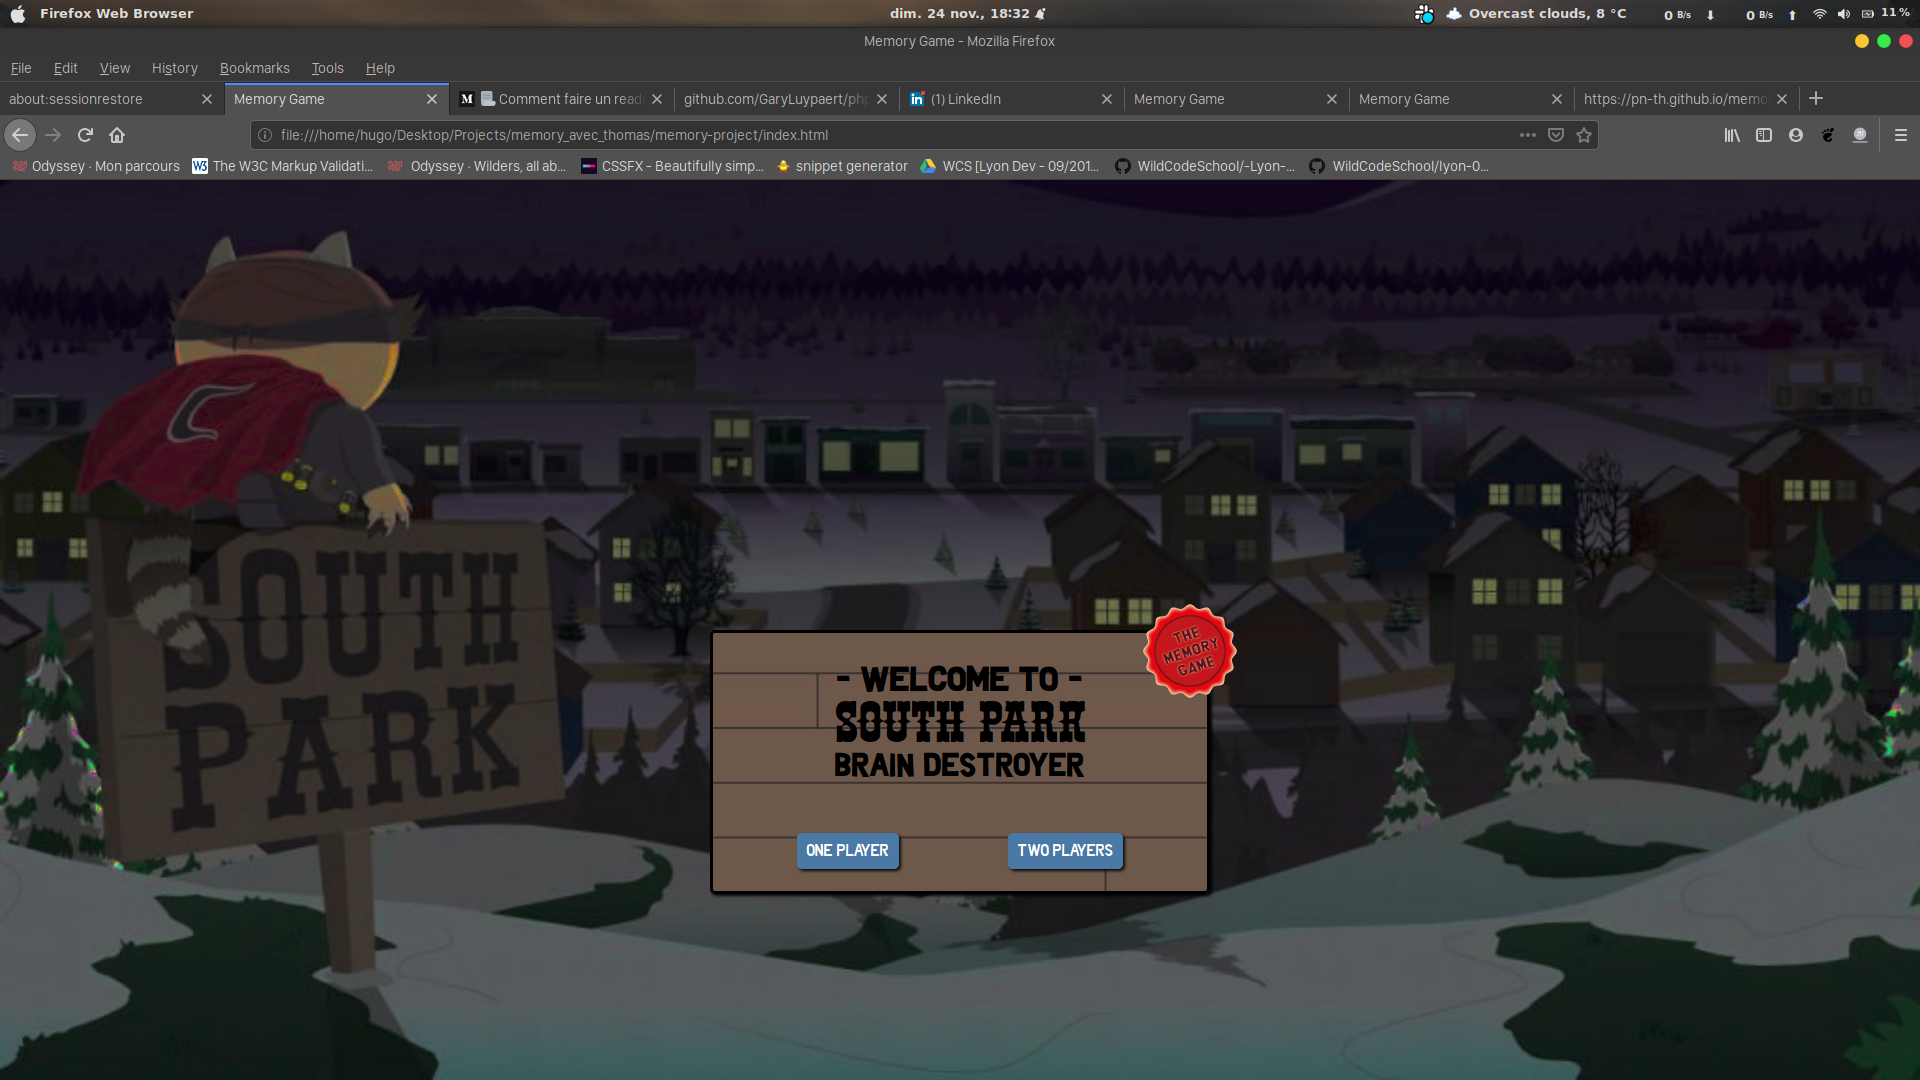 Firefox Web Browser
dim. 24 nov., 18:32
Overcast clouds, 8 °C
0 B/s
0 B/s
11 %
Memory Game - Mozilla Firefox
File Edit View History Bookmarks Tools Help
about:sessionrestore
Memory Game
M Comment faire un read
github.com/GaryLuypaert/php
in (1) LinkedIn
Memory Game
Memory Game
https://pn-th.github.io/memo
file:///home/hugo/Desktop/Projects/memory_avec_thomas/memory-project/index.html
Odyssey · Mon parcours
W3 The W3C Markup Validati...
Odyssey · Wilders, all ab...
CSSFX - Beautifully simp...
snippet generator
WCS [Lyon Dev - 09/201...
WildCodeSchool/-Lyon-...
WildCodeSchool/lyon-0...
C
SOUTH
PARK
THE
MEMORY
GAME
- WELCOME TO -
SOUTH PARK
BRAIN DESTROYER
ONE PLAYER
TWO PLAYERS